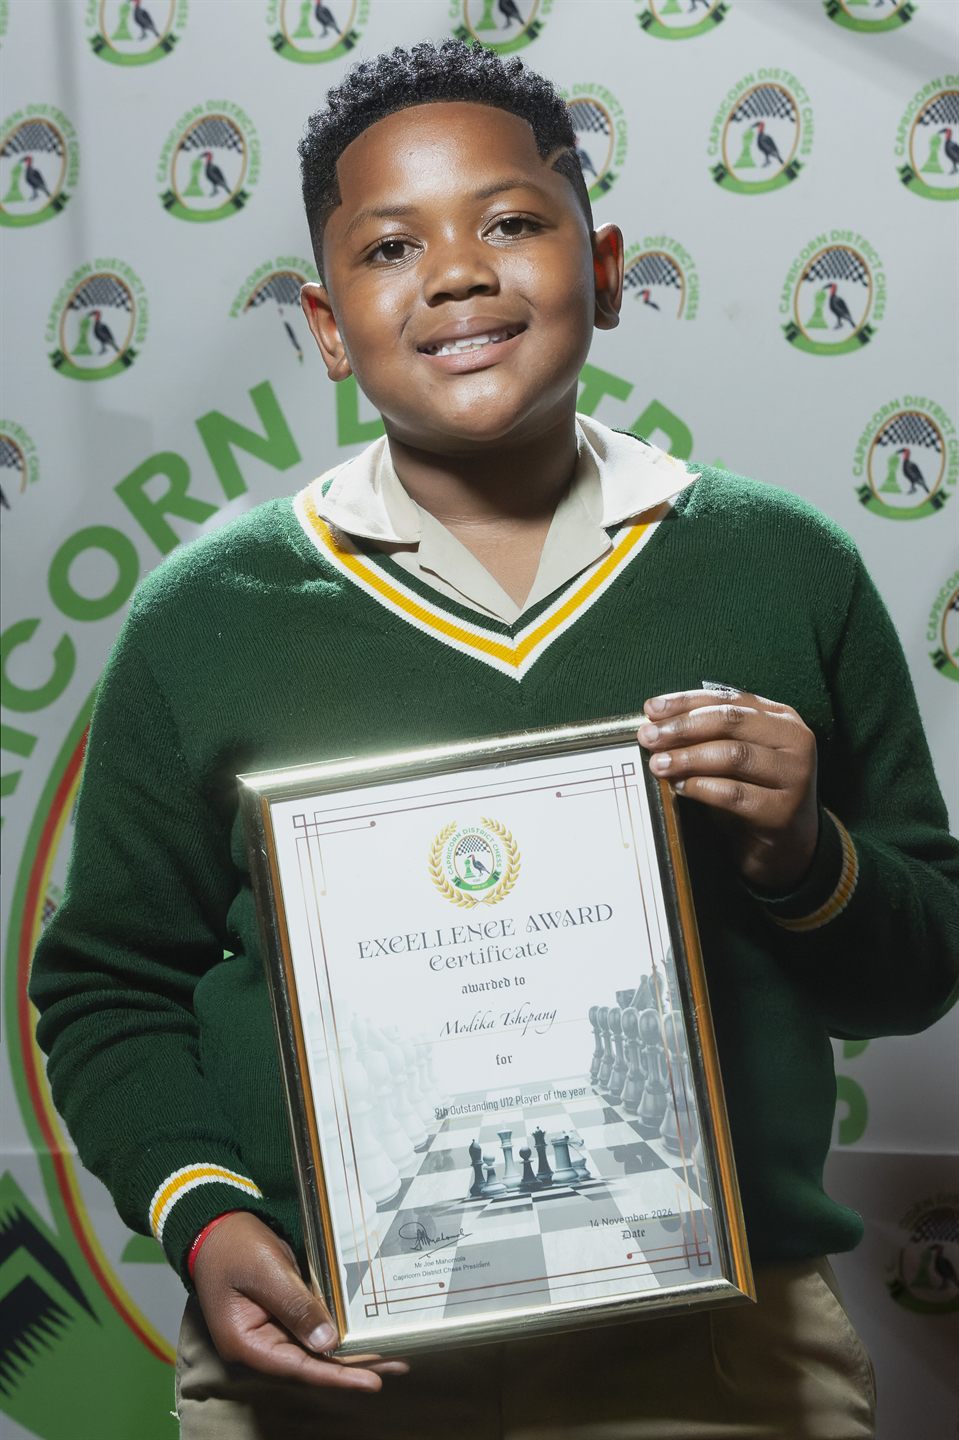 CAPRICORN DISTRICT CHESS
EXCELLENCE AWARD
Certificate
awarded to
Modika Tshepang
for
9th Outstanding U12 Player of the year
14 November 2026
Date
Mr Joe Mahomola
Capricorn District Chess President